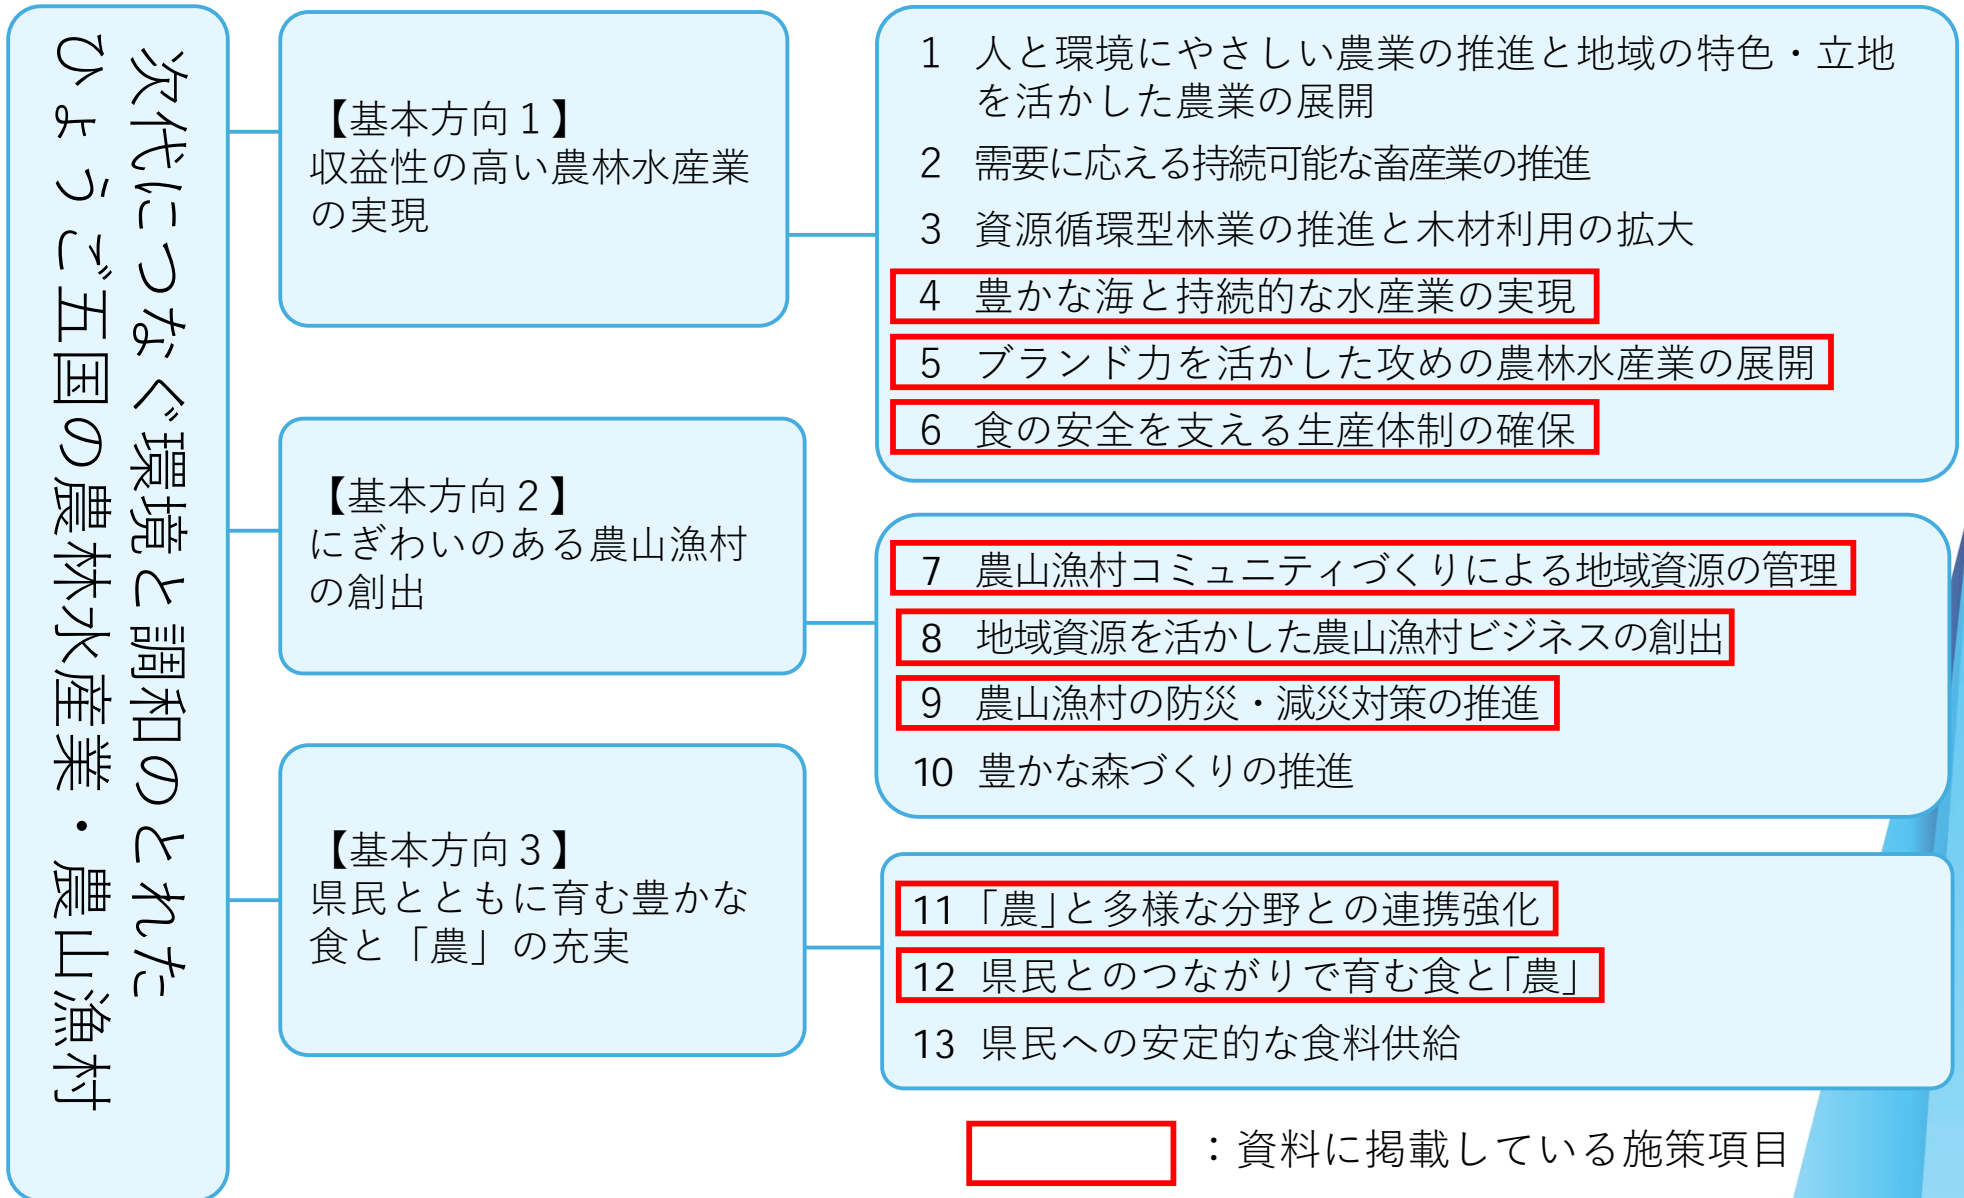 次代につなぐ環境と調和のとれた
ひょうご五国の農林水産業・農山漁村
【基本方向１】
収益性の高い農林水産業
の実現
1 人と環境にやさしい農業の推進と地域の特色・立地
を活かした農業の展開
2 需要に応える持続可能な畜産業の推進
3 資源循環型林業の推進と木材利用の拡大
4 豊かな海と持続的な水産業の実現
5 ブランド力を活かした攻めの農林水産業の展開
6 食の安全を支える生産体制の確保
【基本方向２】
にぎわいのある農山漁村
の創出
7 農山漁村コミュニティづくりによる地域資源の管理
8 地域資源を活かした農山漁村ビジネスの創出
9 農山漁村の防災・減災対策の推進
10 豊かな森づくりの推進
【基本方向３】
県民とともに育む豊かな
食と「農」の充実
11 「農」と多様な分野との連携強化
12 県民とのつながりで育む食と「農」
13 県民への安定的な食料供給
：資料に掲載している施策項目